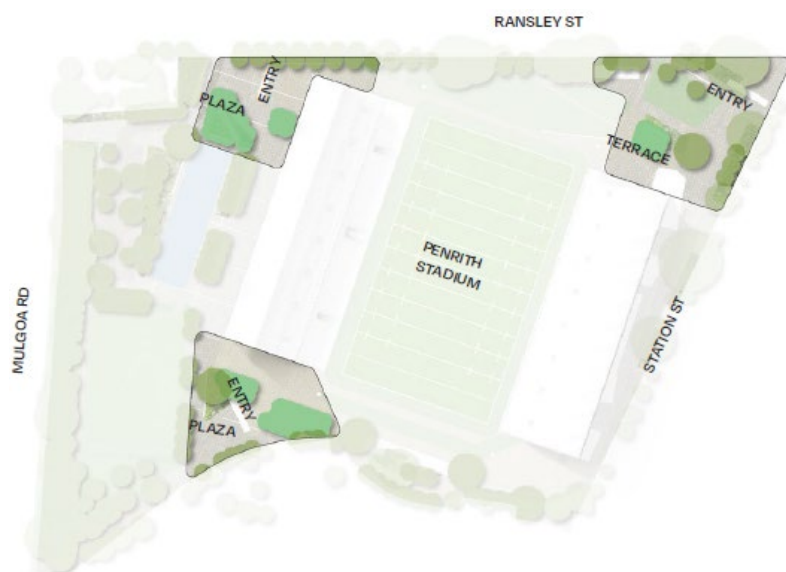 RANSLEY ST
PLAZA
ENTRY
ENTRY
TERRACE
PENRITH
STADIUM
MULGOA RD
STATION ST
ENTRY
PLAZA